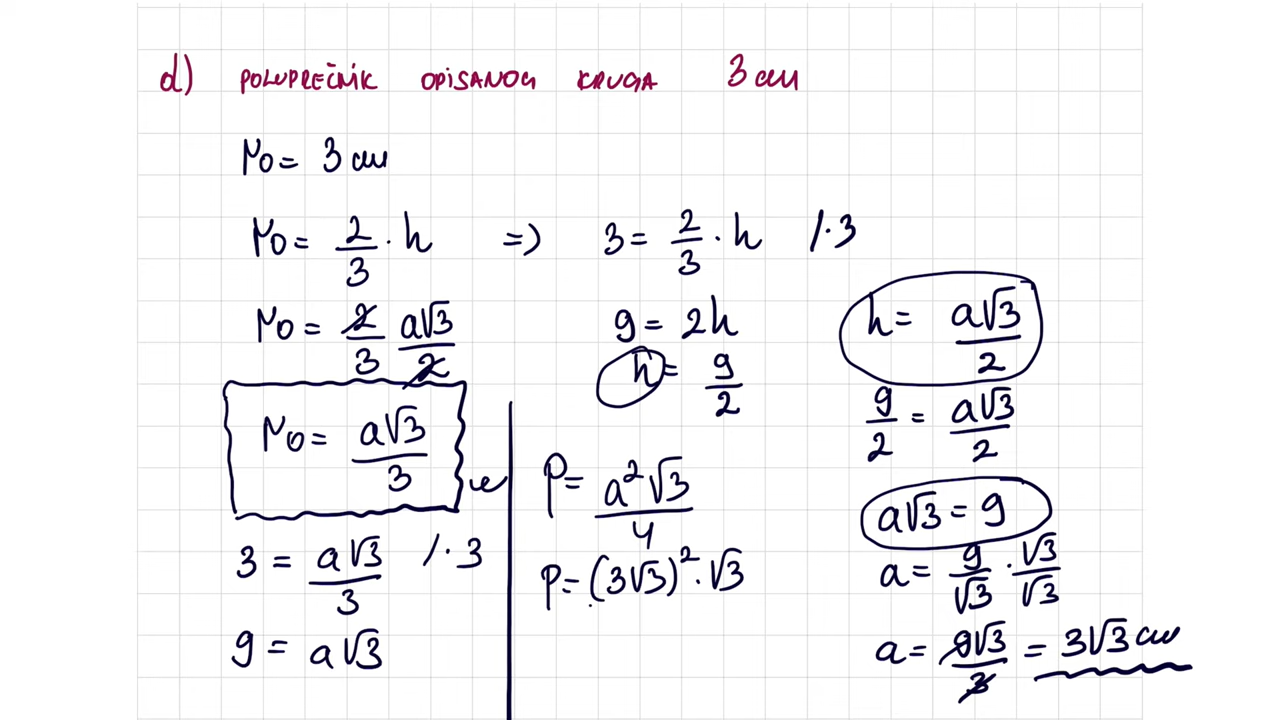 d) POLUPREČNIK OPISANOG KRUGA 3 cm
r₀ = 3 cm
r₀ = 2/3 · h => 3 = 2/3 · h /·3
r₀ = 2/3 a√3/2
r₀ = a√3/3
3 = a√3/3 /·3
9 = a√3
9 = 2h
h = 9/2
P = a²√3/4
P = (3√3)² · √3
h = a√3/2
9/2 = a√3/2
a√3 = 9
a = 9/√3 · √3/√3
a = 9√3/3 = 3√3 cm